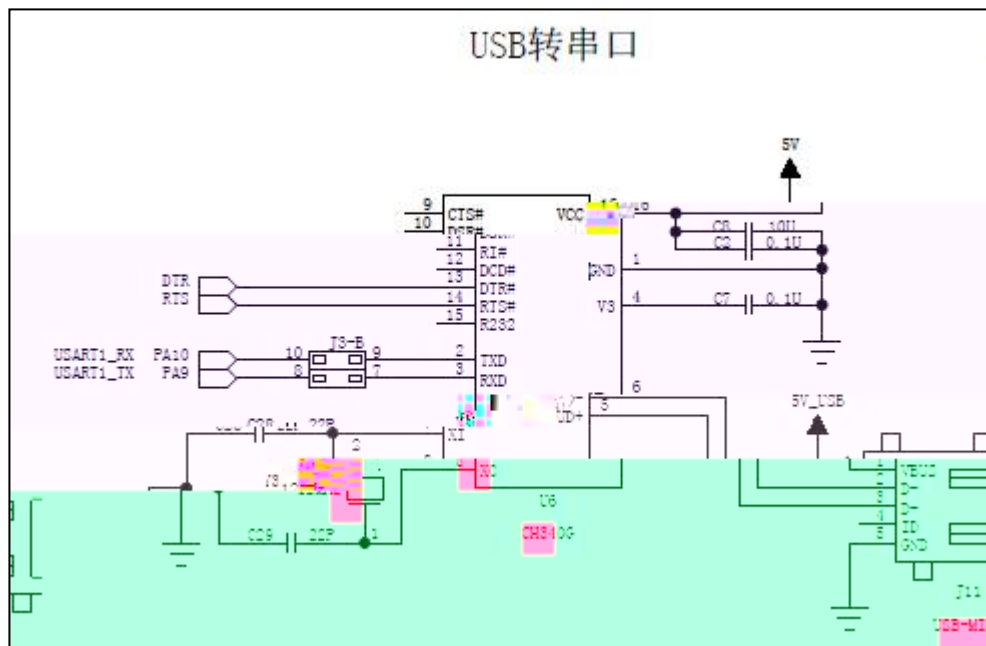 USB转串口
5V
9 CTS# VCC
10
C8 10U
11 RI# C2 0.1U
12 DCD# GND 1
DTR 13 DTR#
RTS 14 RTS# V3 4 C7 0.1U
15 R232
J3-B
USART1_RX PA10 10 9 2 TXD
USART1_TX PA9 8 7 3 RXD
6
UD+ 5 5V_USB
XI
2
XO
U6
C29 22P 1
CH340G
4 ID
5 GND
J11